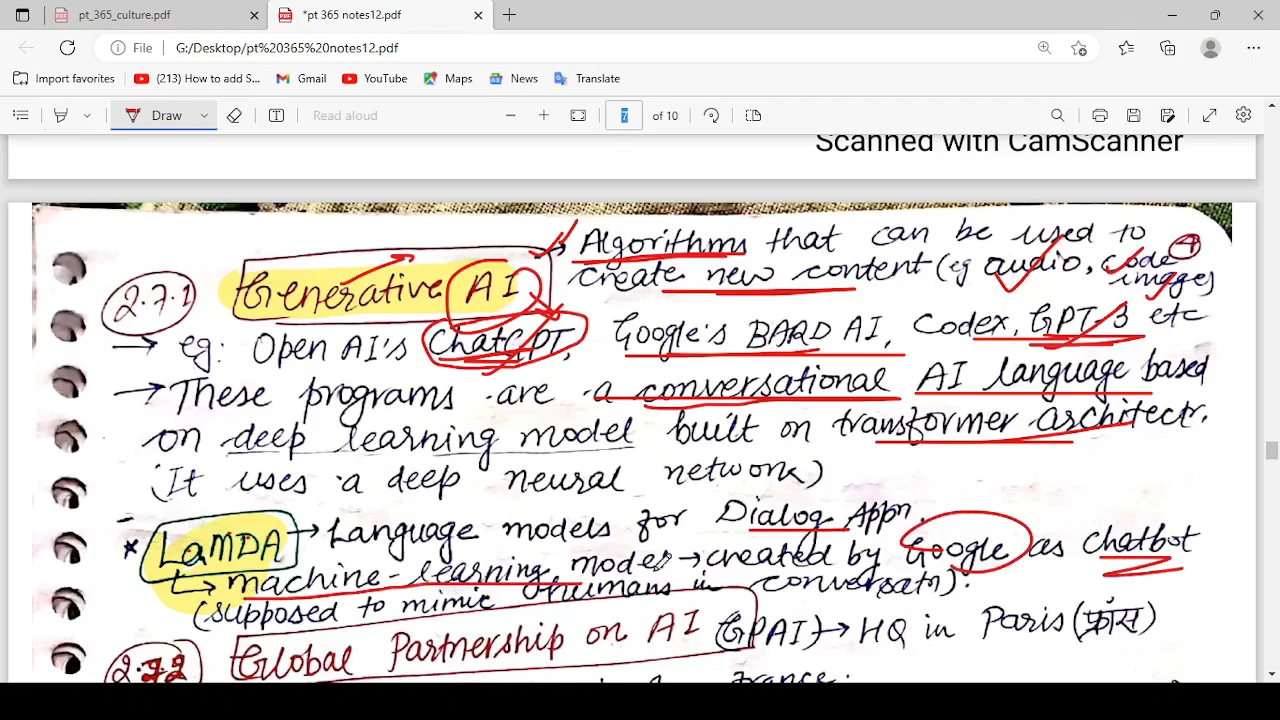 pt_365_culture.pdf
*pt 365 notes12.pdf
File
G:/Desktop/pt%20365%20notes12.pdf
Import favorites
(213) How to add S...
Gmail
YouTube
Maps
News
Translate
Draw
Read aloud
7
of 10
Scanned with CamScanner
→ Algorithms that can be used to
2.7.1 Generative AI create new content (eg audio, code, images
→ eg: Open AI's ChatGPT, Google's BARD AI, Codex, GPT-3 etc
→ These programs are a conversational AI language based
on deep learning model built on transformer architectr.
(It uses a deep neural network)
* LaMDA → Language models for Dialog Appn.
↳ machine-learning model → created by Google as chatbot
(supposed to mimic humans in conversatn).
Global Partnership on AI (GPAI) → HQ in Paris (फ्रांस)